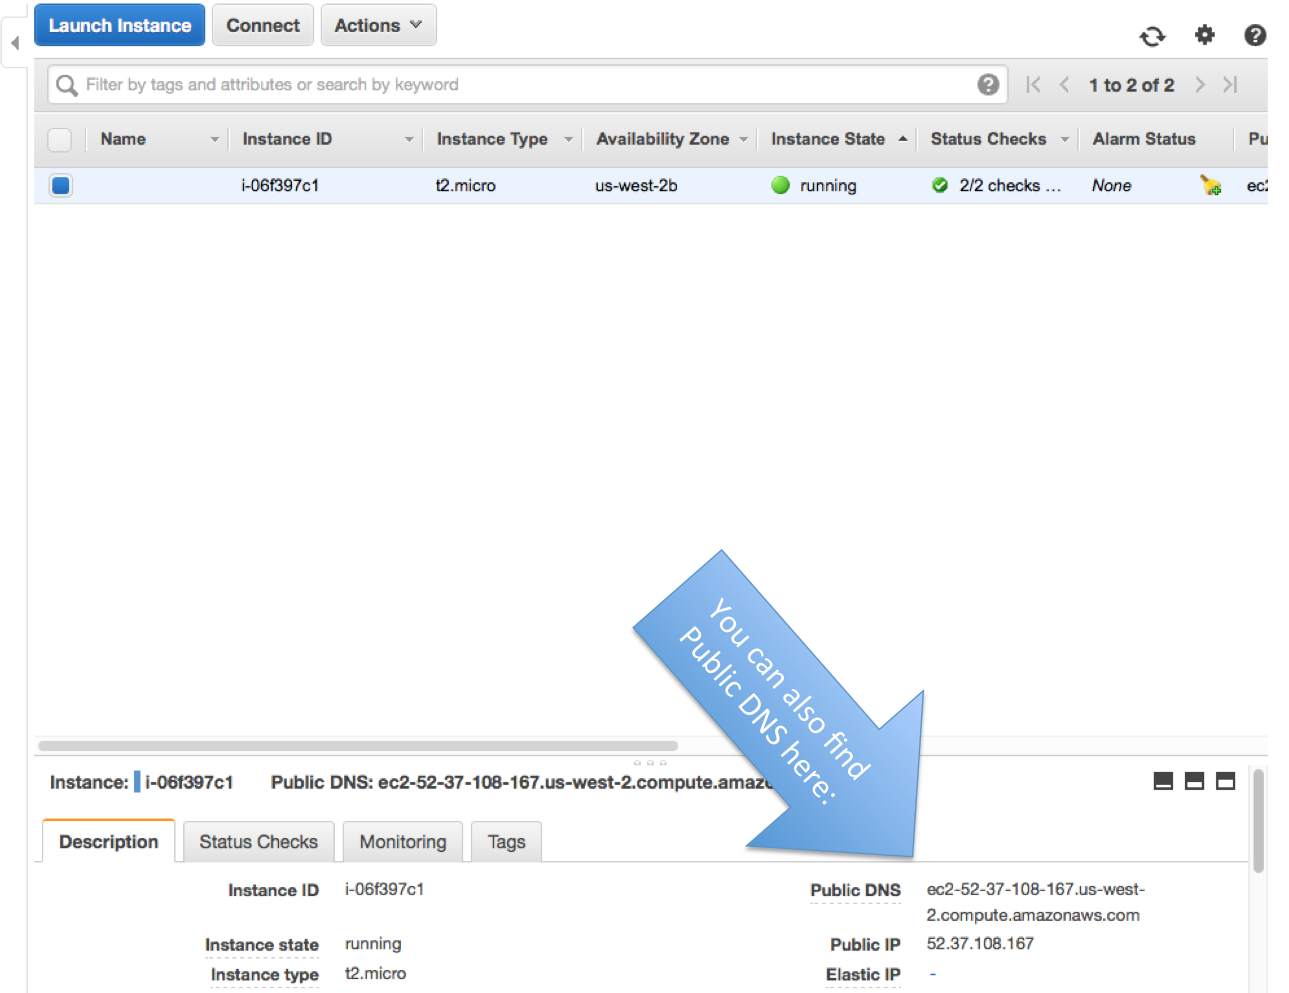 Launch Instance Connect Actions
Filter by tags and attributes or search by keyword 1 to 2 of 2
Name Instance ID Instance Type Availability Zone Instance State Status Checks Alarm Status Pu
i-06f397c1 t2.micro us-west-2b running 2/2 checks ... None ec2
You can also find
Public DNS here:
Instance: i-06f397c1 Public DNS: ec2-52-37-108-167.us-west-2.compute.amazo
Description Status Checks Monitoring Tags
Instance ID i-06f397c1 Public DNS ec2-52-37-108-167.us-west-
2.compute.amazonaws.com
Instance state running Public IP 52.37.108.167
Instance type t2.micro Elastic IP -